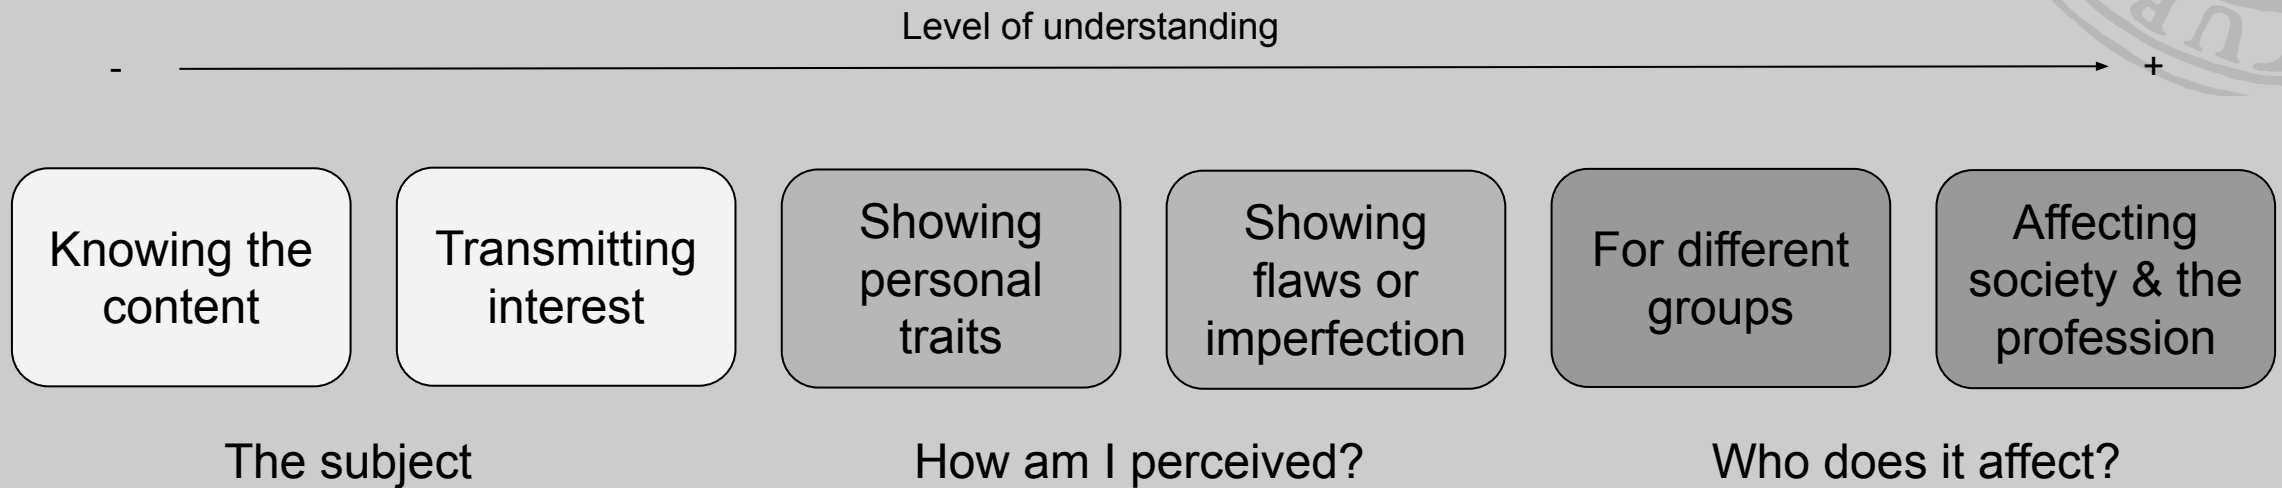 Level of understanding
- +
Knowing the
content
Transmitting
interest
Showing
personal
traits
Showing
flaws or
imperfection
For different
groups
Affecting
society & the
profession
The subject
How am I perceived?
Who does it affect?